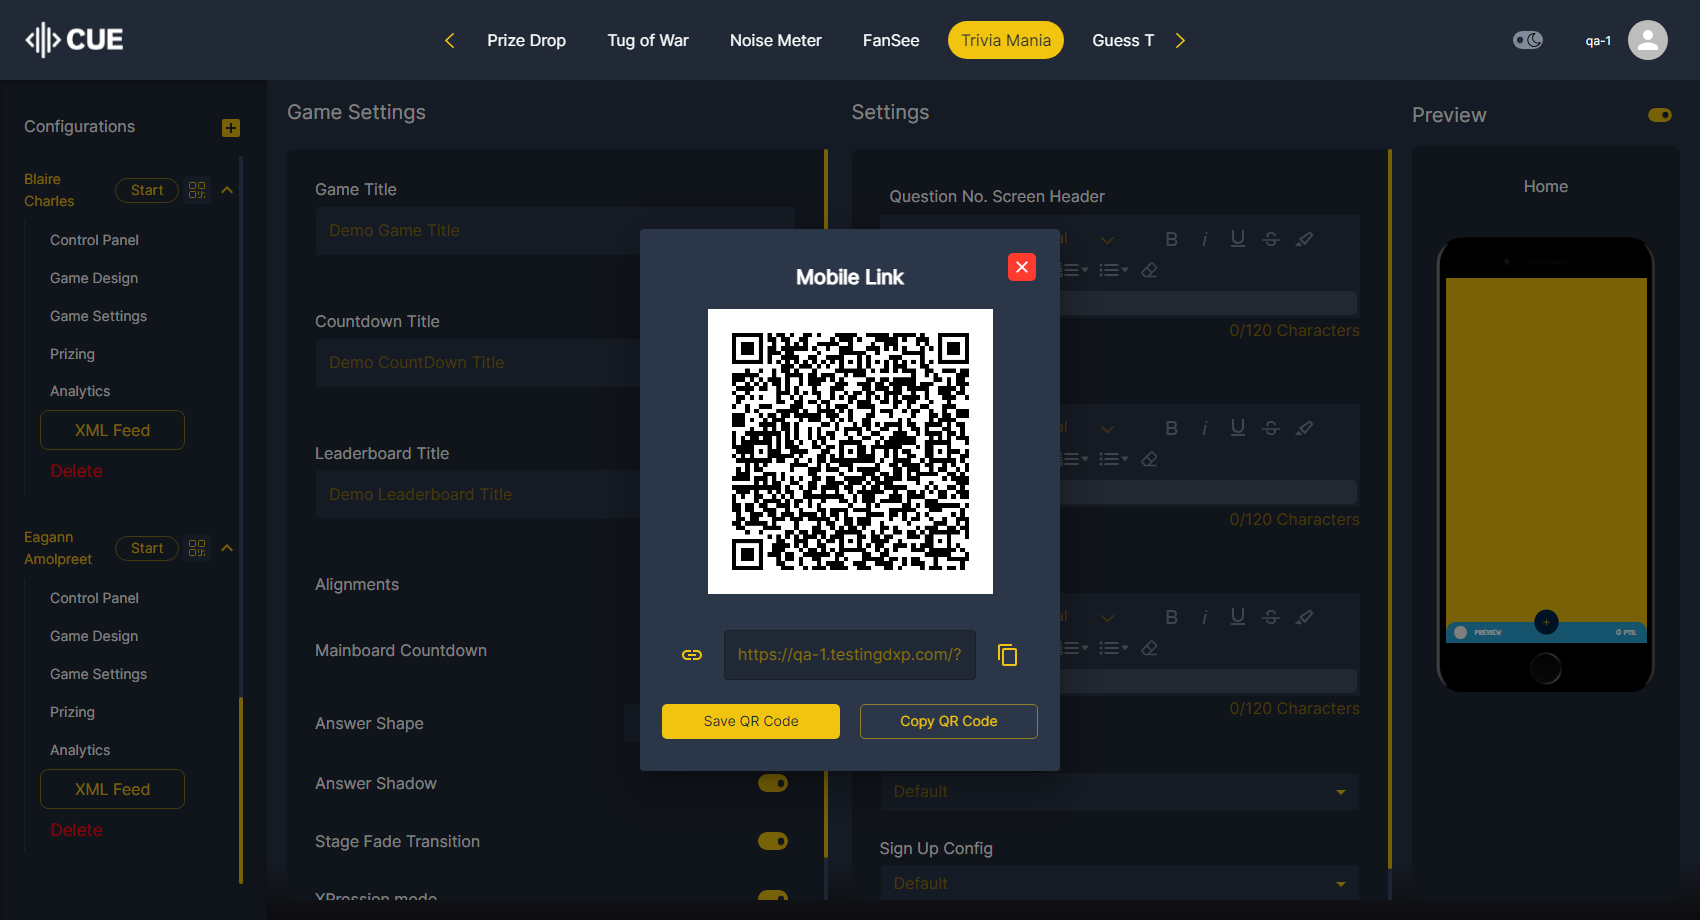 CUE
Prize Drop
Tug of War
Noise Meter
FanSee
Trivia Mania
Guess T
qa-1
Configurations
Blaire
Charles
Start
Control Panel
Game Design
Game Settings
Prizing
Analytics
XML Feed
Delete
Eagann
Amolpreet
Start
Control Panel
Game Design
Game Settings
Prizing
Analytics
XML Feed
Delete
Game Settings
Game Title
Demo Game Title
Countdown Title
Demo CountDown Title
Leaderboard Title
Demo Leaderboard Title
Alignments
Mainboard Countdown
Answer Shape
Answer Shadow
Stage Fade Transition
XPression mode
Mobile Link
https://qa-1.testingdxp.com/?
Save QR Code
Copy QR Code
Settings
Question No. Screen Header
0/120 Characters
0/120 Characters
0/120 Characters
Default
Sign Up Config
Default
Preview
Home
PREVIEW
0 PTS.